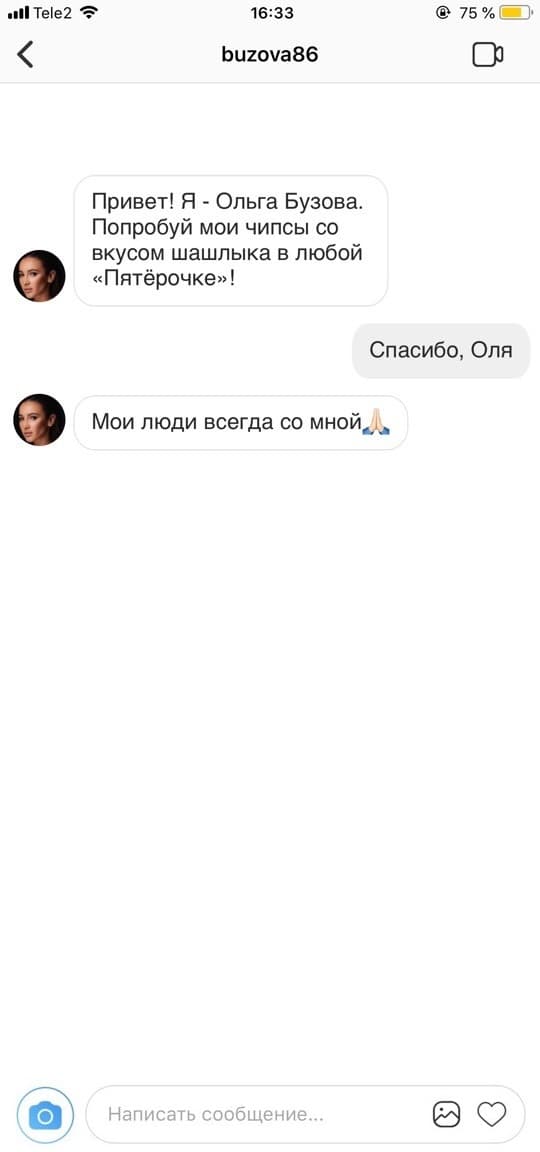 Tele2 16:33 75 %
buzova86
Привет! Я - Ольга Бузова.
Попробуй мои чипсы со
вкусом шашлыка в любой
«Пятёрочке»!
Спасибо, Оля
Мои люди всегда со мной🙏🏻
Написать сообщение...